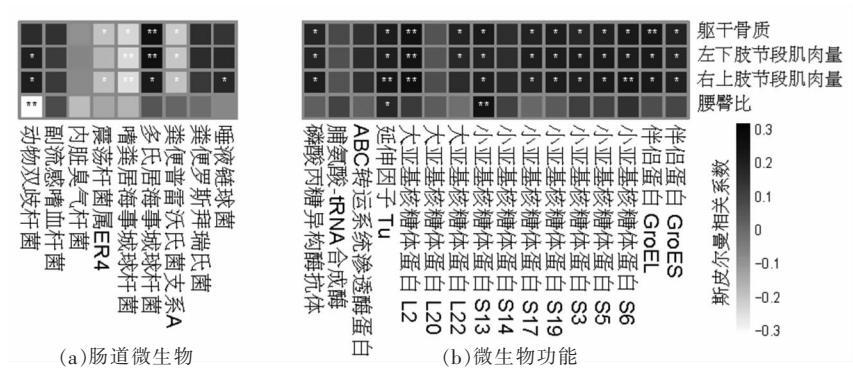 躯干骨质
左下肢节段肌肉量
右上肢节段肌肉量
腰臀比
动物双歧杆菌
副流感嗜血杆菌
内脏臭气杆菌
震荡杆菌属ER4
嗜粪居海事城球杆菌
多氏居海事城球杆菌
粪便普雷沃氏菌支系A
粪便罗斯拜瑞氏菌
唾液链球菌
磷酸丙糖异构酶抗体
脯氨酸-tRNA合成酶
ABC转运系统渗透酶蛋白
延伸因子 Tu
大亚基核糖体蛋白 L2
大亚基核糖体蛋白 L20
大亚基核糖体蛋白 L22
小亚基核糖体蛋白 S13
小亚基核糖体蛋白 S14
小亚基核糖体蛋白 S17
小亚基核糖体蛋白 S19
小亚基核糖体蛋白 S3
小亚基核糖体蛋白 S5
小亚基核糖体蛋白 S6
伴侣蛋白 GroEL
伴侣蛋白 GroES
斯皮尔曼相关系数
0.3
0.2
0.1
0
-0.1
-0.2
-0.3
(a)肠道微生物
(b)微生物功能